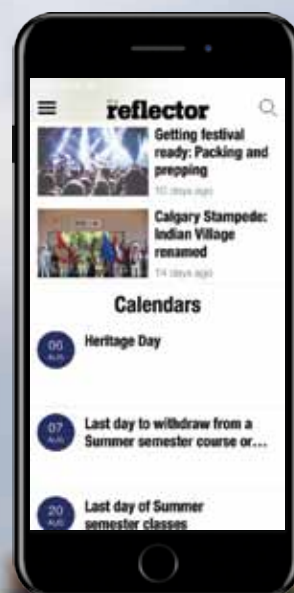 the
reflector
Getting festival
ready: Packing and
prepping
10 days ago
Calgary Stampede:
Indian Village
renamed
14 days ago
Calendars
06
AUG
Heritage Day
07
AUG
Last day to withdraw from a
Summer semester course or...
20
AUG
Last day of Summer
semester classes